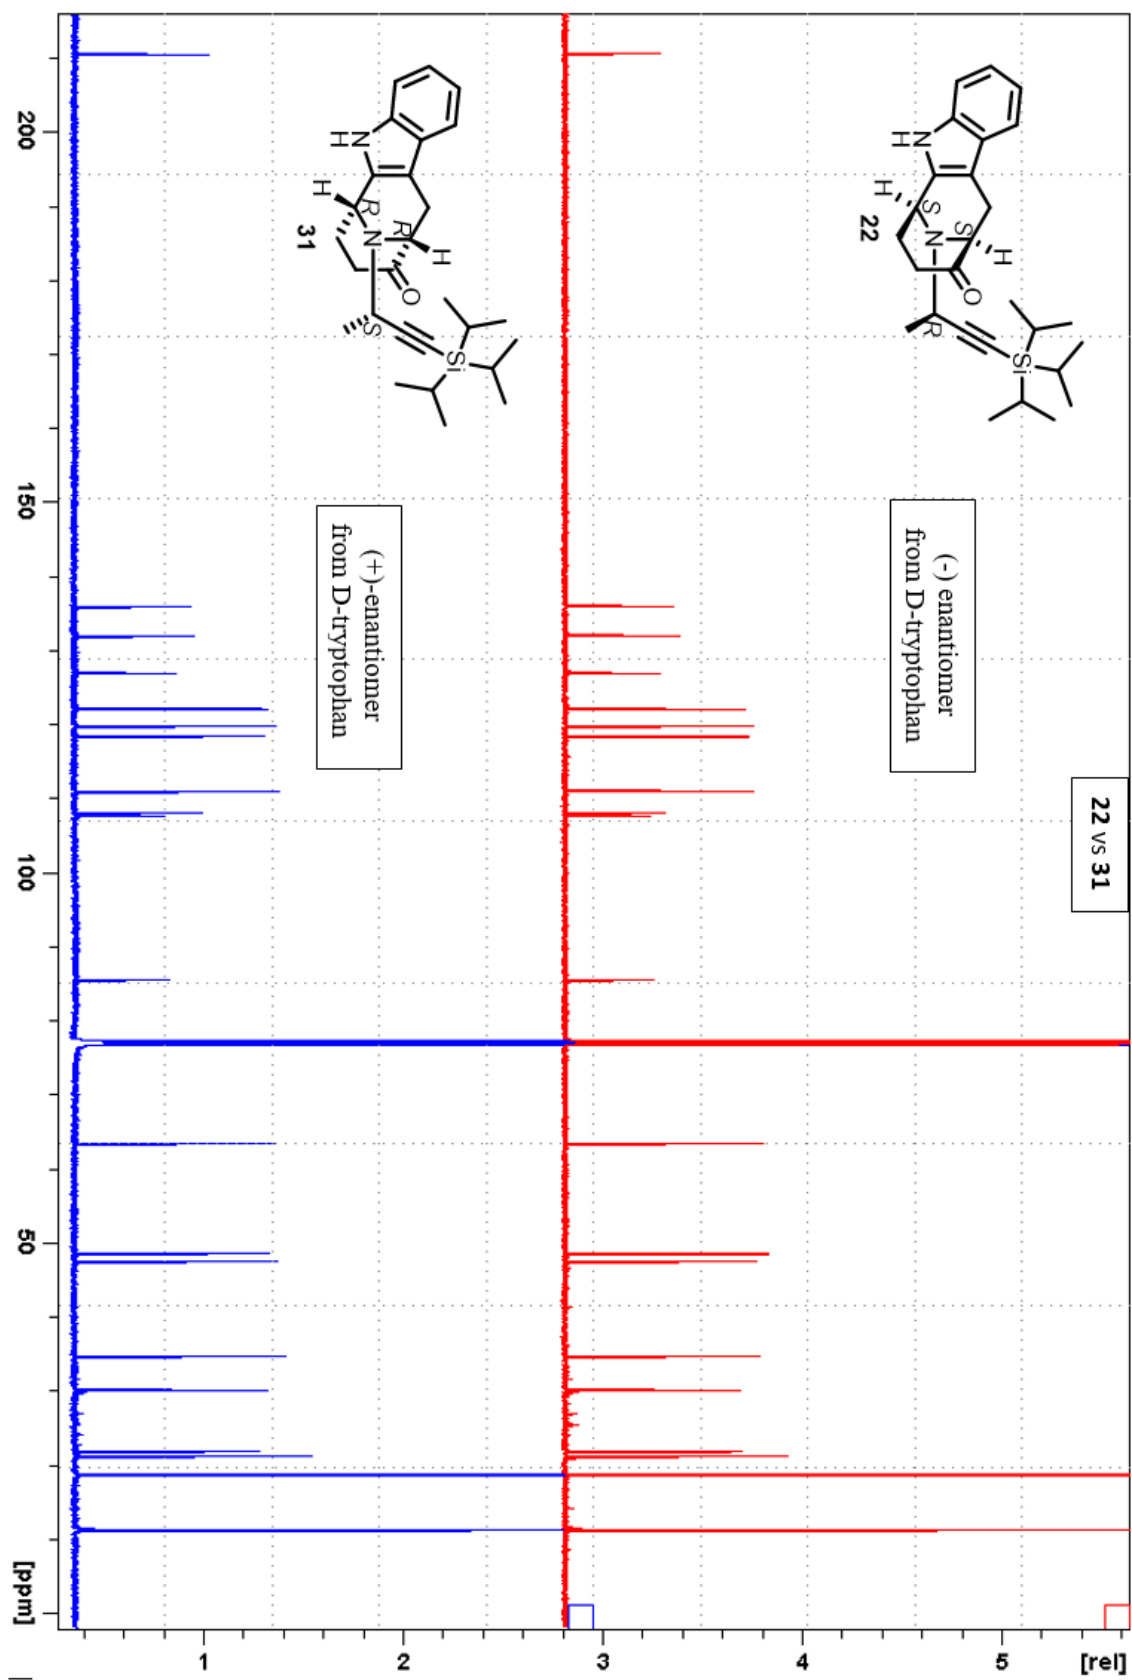 22 vs 31
[rel]
5
4
3
2
1
(-) enantiomer
from D-tryptophan
N
H
H
S
N
S
H
O
R
Si
22
(+)-enantiomer
from D-tryptophan
N
H
H
R
N
R
H
O
S
Si
31
200
150
100
50
[ppm]